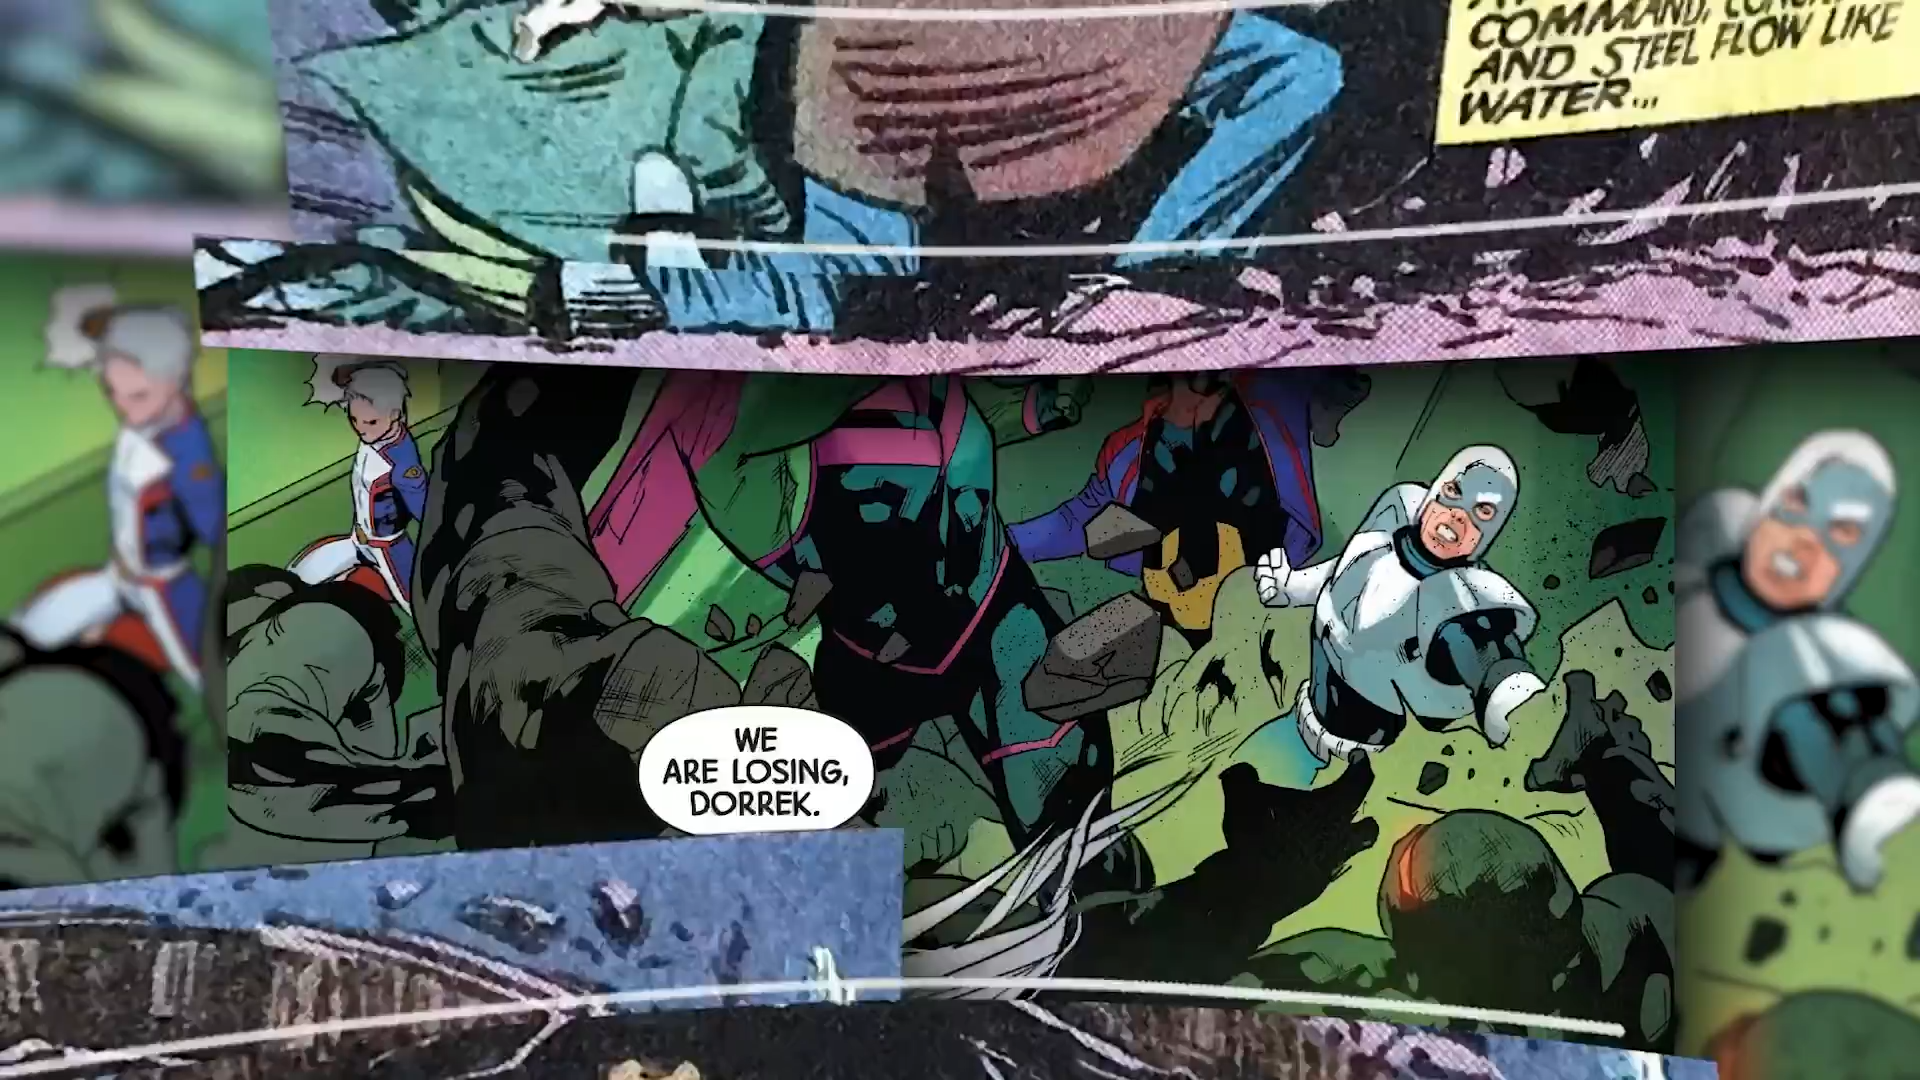 COMMAND,
AND STEEL FLOW LIKE
WATER...
WE
ARE LOSING,
DORREK.